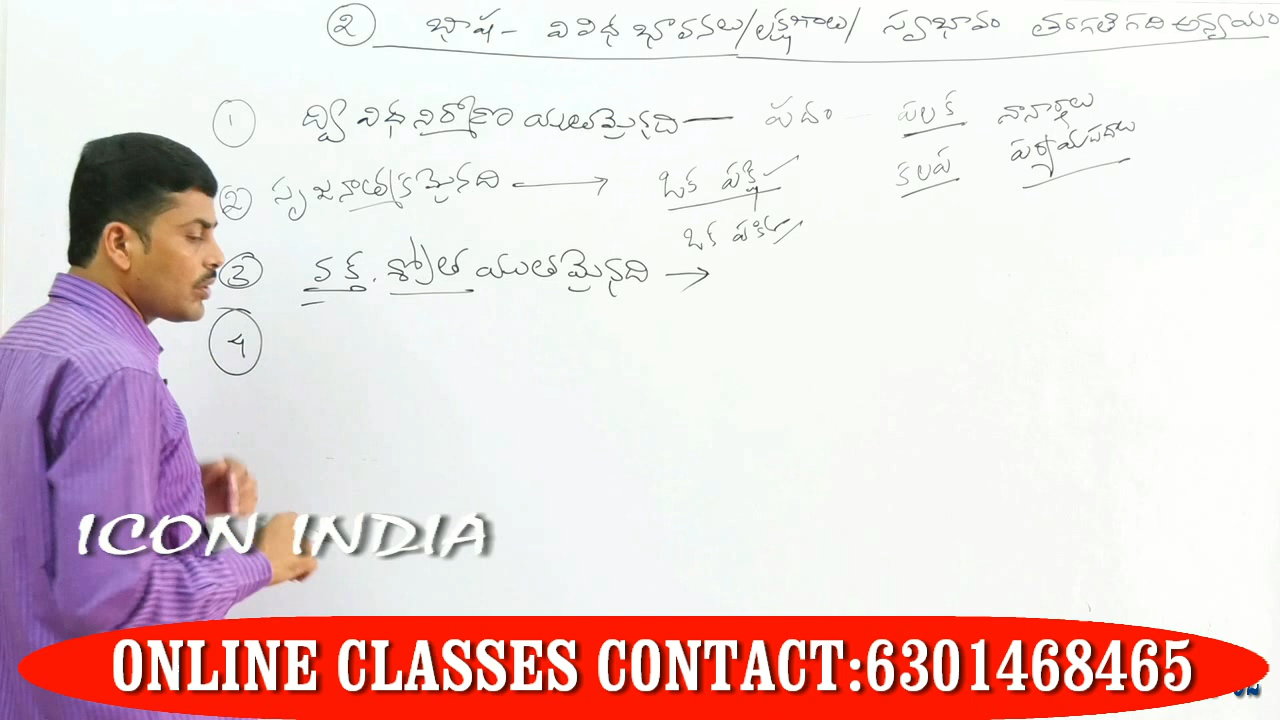 ② భాష - వివిధ భావనలు/లక్షణాలు/ స్వభావం తరగతి గది అన్వయం
① ద్వివిధ నిర్మాణం యుతమైనది — పదం - పలక నానార్థాలు
కలప పర్యాయపదాలు
② సృజనాత్మకమైనది → ఒక పక్షి ✓
ఒక
③ వక్త. శ్రోత యుతమైనది →
④
ICON INDIA
ONLINE CLASSES CONTACT:6301468465